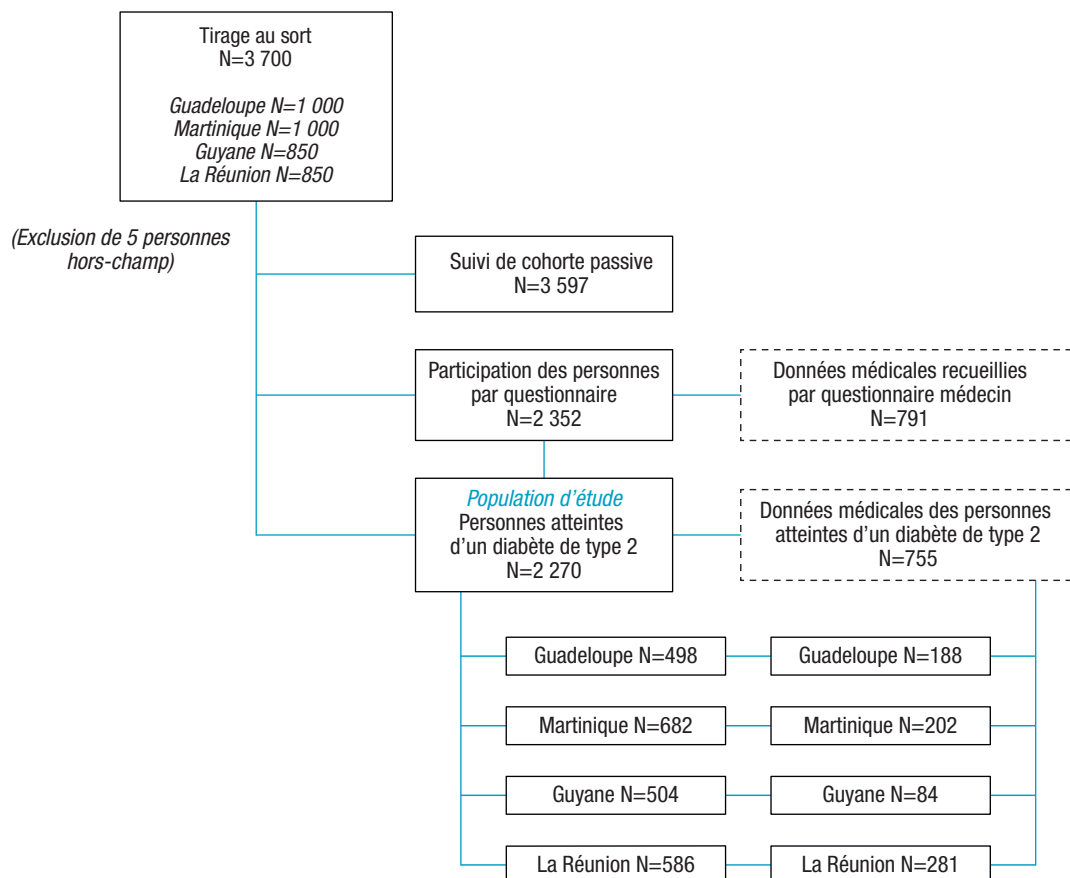 Tirage au sort
N=3 700
Guadeloupe N=1 000
Martinique N=1 000
Guyane N=850
La Réunion N=850
(Exclusion de 5 personnes
hors-champ)
Suivi de cohorte passive
N=3 597
Participation des personnes
par questionnaire
N=2 352
Données médicales recueillies
par questionnaire médecin
N=791
Population d'étude
Personnes atteintes
d'un diabète de type 2
N=2 270
Données médicales des personnes
atteintes d'un diabète de type 2
N=755
Guadeloupe N=498
Guadeloupe N=188
Martinique N=682
Martinique N=202
Guyane N=504
Guyane N=84
La Réunion N=586
La Réunion N=281